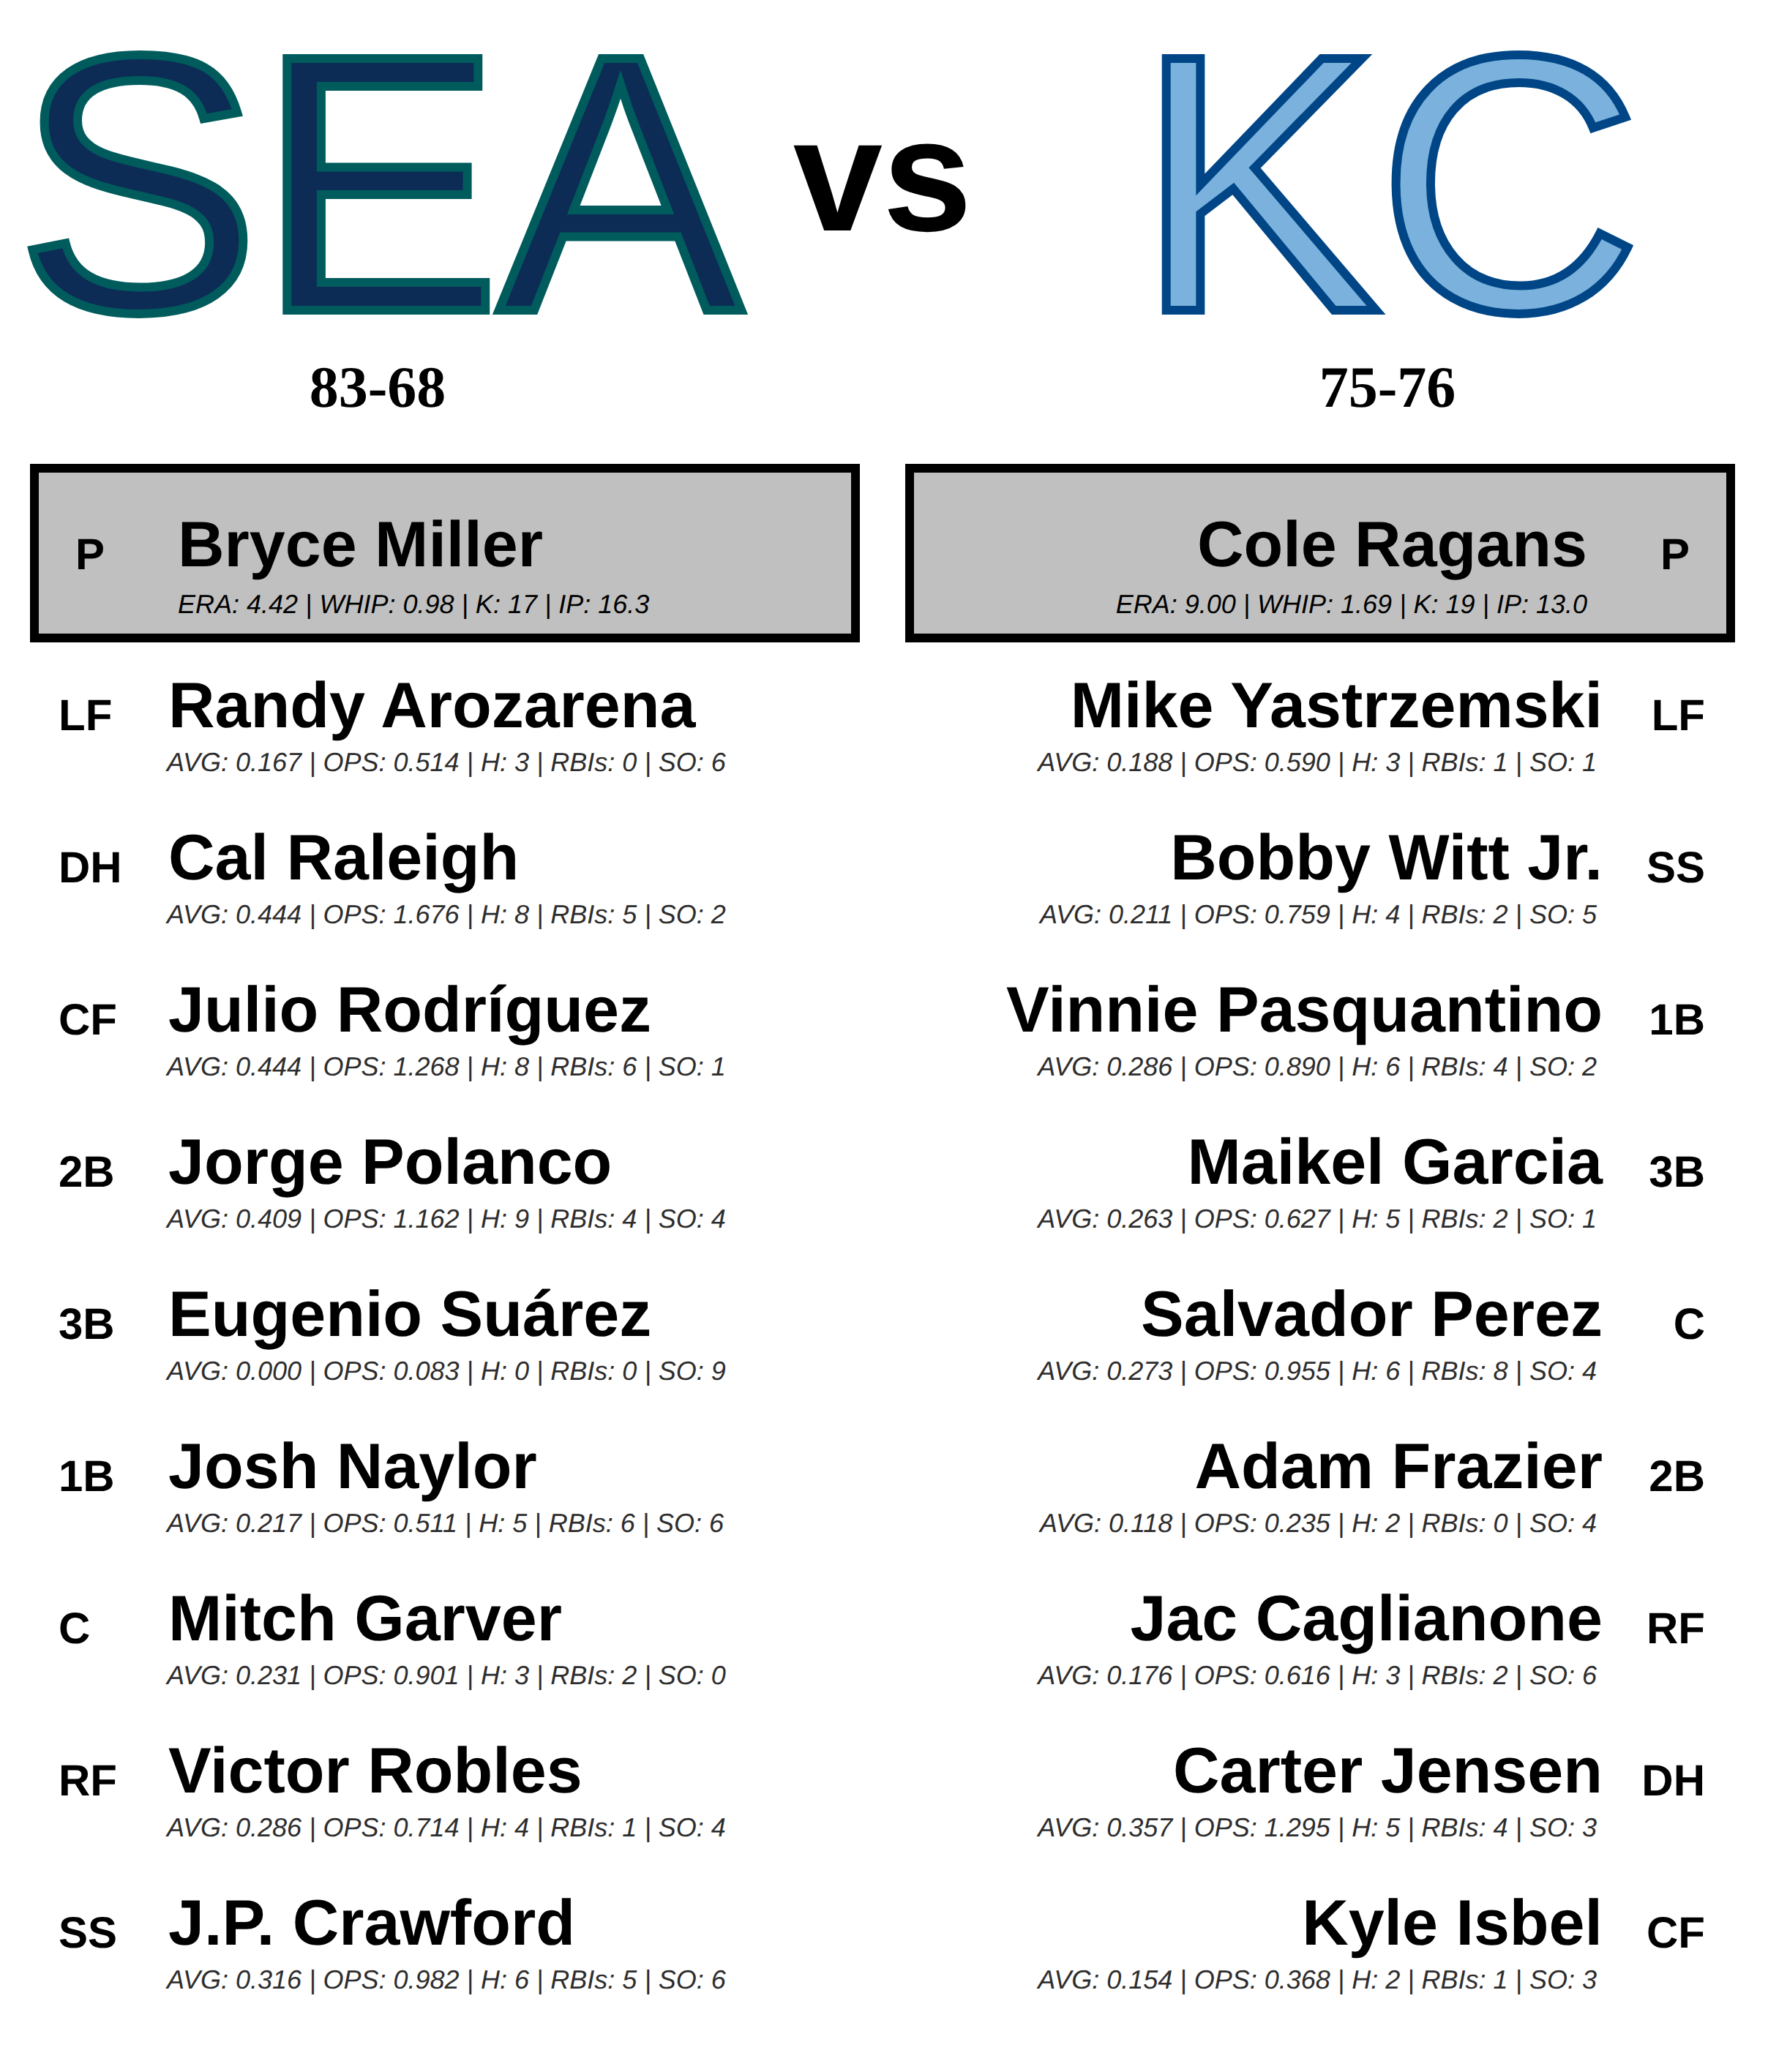 SEA vs KC
83-68 75-76
P Bryce Miller
ERA: 4.42 | WHIP: 0.98 | K: 17 | IP: 16.3
Cole Ragans P
ERA: 9.00 | WHIP: 1.69 | K: 19 | IP: 13.0
LF Randy Arozarena
AVG: 0.167 | OPS: 0.514 | H: 3 | RBIs: 0 | SO: 6
DH Cal Raleigh
AVG: 0.444 | OPS: 1.676 | H: 8 | RBIs: 5 | SO: 2
CF Julio Rodríguez
AVG: 0.444 | OPS: 1.268 | H: 8 | RBIs: 6 | SO: 1
2B Jorge Polanco
AVG: 0.409 | OPS: 1.162 | H: 9 | RBIs: 4 | SO: 4
3B Eugenio Suárez
AVG: 0.000 | OPS: 0.083 | H: 0 | RBIs: 0 | SO: 9
1B Josh Naylor
AVG: 0.217 | OPS: 0.511 | H: 5 | RBIs: 6 | SO: 6
C Mitch Garver
AVG: 0.231 | OPS: 0.901 | H: 3 | RBIs: 2 | SO: 0
RF Victor Robles
AVG: 0.286 | OPS: 0.714 | H: 4 | RBIs: 1 | SO: 4
SS J.P. Crawford
AVG: 0.316 | OPS: 0.982 | H: 6 | RBIs: 5 | SO: 6
Mike Yastrzemski LF
AVG: 0.188 | OPS: 0.590 | H: 3 | RBIs: 1 | SO: 1
Bobby Witt Jr. SS
AVG: 0.211 | OPS: 0.759 | H: 4 | RBIs: 2 | SO: 5
Vinnie Pasquantino 1B
AVG: 0.286 | OPS: 0.890 | H: 6 | RBIs: 4 | SO: 2
Maikel Garcia 3B
AVG: 0.263 | OPS: 0.627 | H: 5 | RBIs: 2 | SO: 1
Salvador Perez C
AVG: 0.273 | OPS: 0.955 | H: 6 | RBIs: 8 | SO: 4
Adam Frazier 2B
AVG: 0.118 | OPS: 0.235 | H: 2 | RBIs: 0 | SO: 4
Jac Caglianone RF
AVG: 0.176 | OPS: 0.616 | H: 3 | RBIs: 2 | SO: 6
Carter Jensen DH
AVG: 0.357 | OPS: 1.295 | H: 5 | RBIs: 4 | SO: 3
Kyle Isbel CF
AVG: 0.154 | OPS: 0.368 | H: 2 | RBIs: 1 | SO: 3